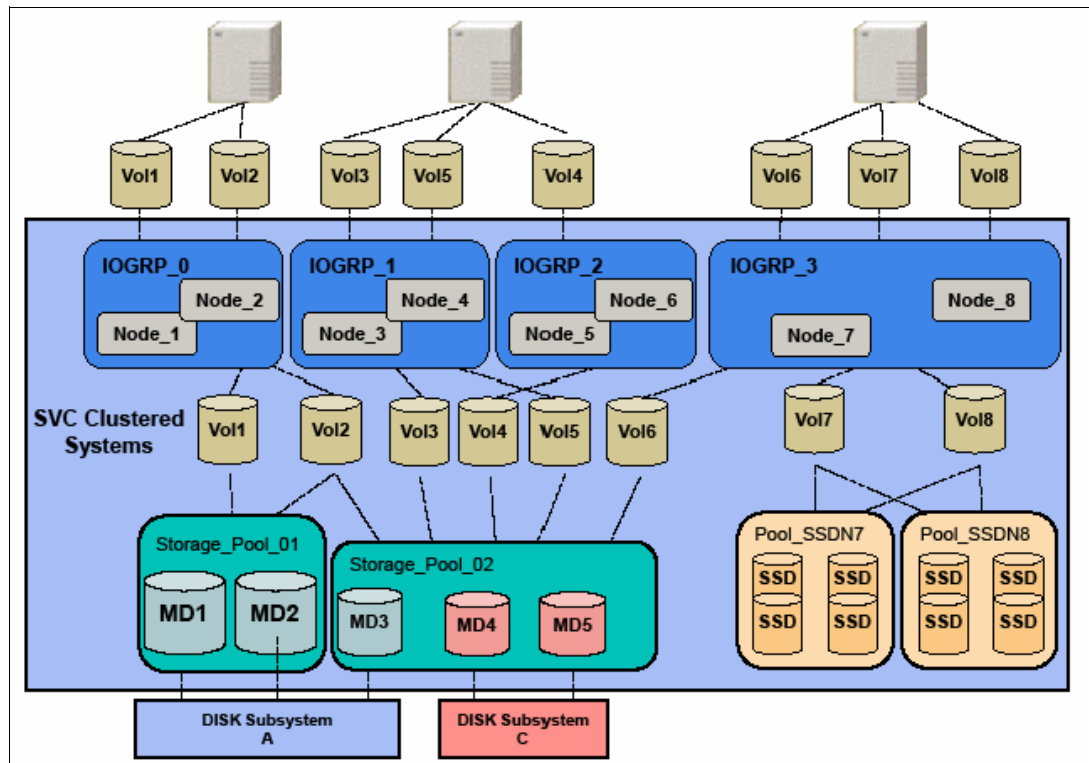 Vol1
Vol2
Vol3
Vol5
Vol4
Vol6
Vol7
Vol8
IOGRP_0
Node_2
Node_1
IOGRP_1
Node_4
Node_3
IOGRP_2
Node_6
Node_5
IOGRP_3
Node_8
Node_7
SVC Clustered
Systems
Vol1
Vol2
Vol3
Vol4
Vol5
Vol6
Vol7
Vol8
Storage_Pool_01
MD1
MD2
Storage_Pool_02
MD3
MD4
MD5
Pool_SSDN7
SSD
SSD
SSD
SSD
Pool_SSDN8
SSD
SSD
SSD
SSD
DISK Subsystem
A
DISK Subsystem
C